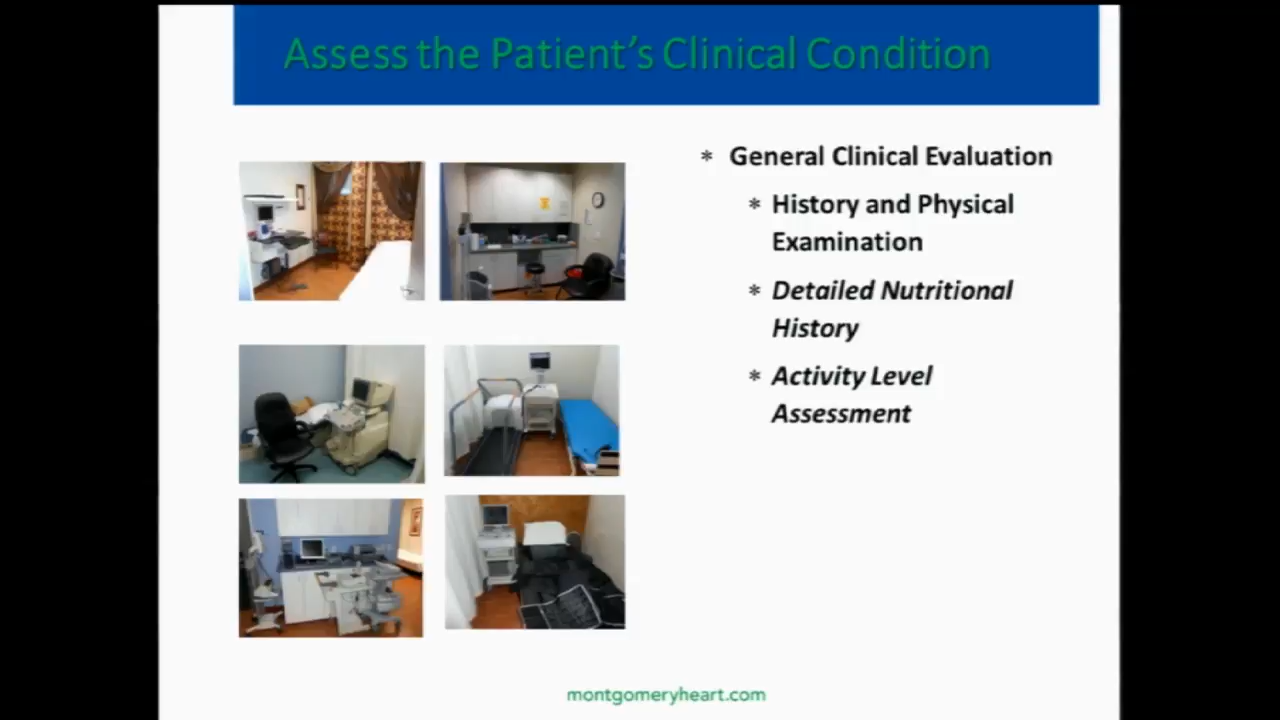 Assess the Patient’s Clinical Condition
* General Clinical Evaluation
* History and Physical
Examination
* Detailed Nutritional
History
* Activity Level
Assessment
montgomeryheart.com